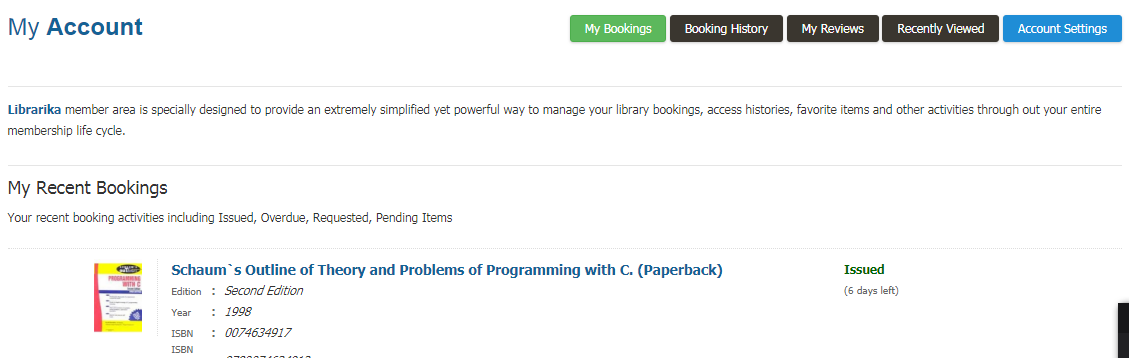 My Account
My Bookings
Booking History
My Reviews
Recently Viewed
Account Settings
Librarika member area is specially designed to provide an extremely simplified yet powerful way to manage your library bookings, access histories, favorite items and other activities through out your entire
membership life cycle.
My Recent Bookings
Your recent booking activities including Issued, Overdue, Requested, Pending Items
PROGRAMMING
WITH C
Schaum`s Outline of Theory and Problems of Programming with C. (Paperback)
Issued
Edition : Second Edition
(6 days left)
Year : 1998
ISBN : 0074634917
ISBN